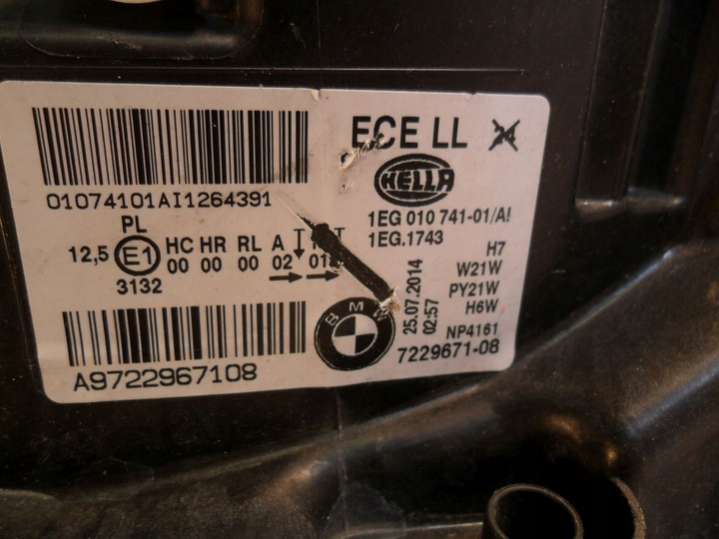 ECE LL
01074101AI1264391
HELLA
1EG 010 741-01/A!
1EG.1743
PL
12,5 E1 HC HR RL A
00 00 00 02
3132
H7
W21W
PY21W
H6W
25.07.2014
02:57
NP4161
BMW
7229671-08
A9722967108